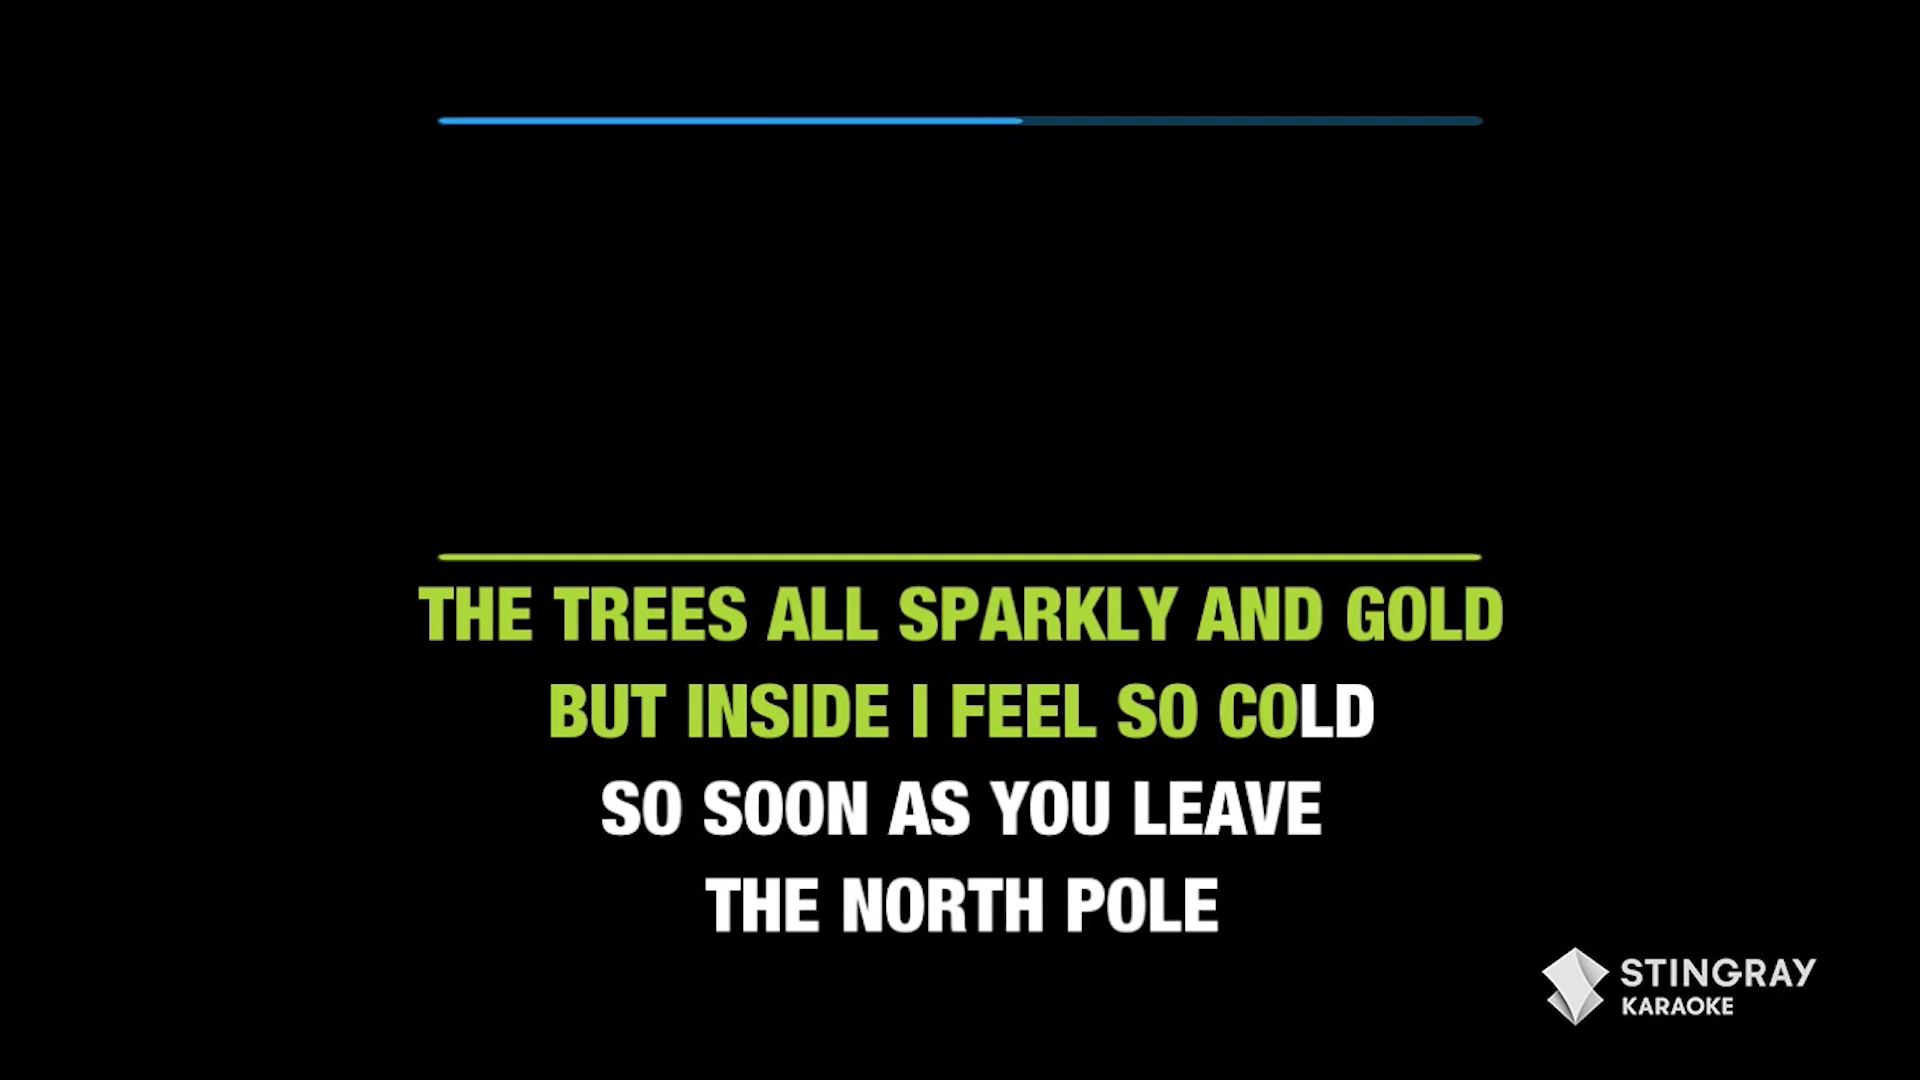 THE TREES ALL SPARKLY AND GOLD
BUT INSIDE I FEEL SO COLD
SO SOON AS YOU LEAVE
THE NORTH POLE
STINGRAY
KARAOKE